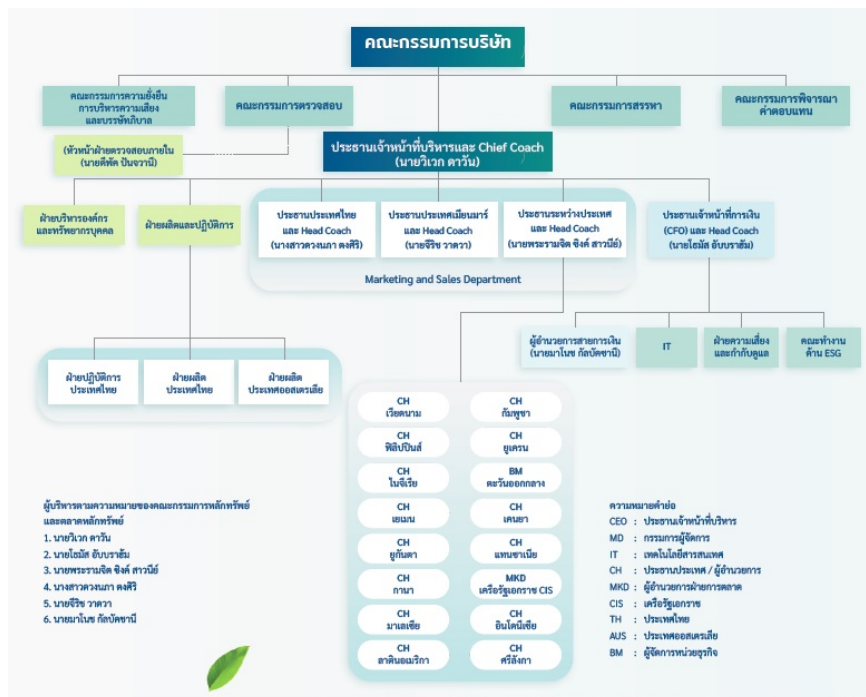 คณะกรรมการบริษัท
คณะกรรมการความยั่งยืน
การบริหารความเสี่ยง
และบรรษัทภิบาล
คณะกรรมการตรวจสอบ
คณะกรรมการสรรหา
คณะกรรมการพิจารณา
ค่าตอบแทน
(หัวหน้าฝ่ายตรวจสอบภายใน
(นายดีพัค ปันจวานี)
ประธานเจ้าหน้าที่บริหารและ Chief Coach
(นายวิเวก ดาวัน)
ฝ่ายบริหารองค์กร
และทรัพยากรบุคคล
ฝ่ายผลิตและปฏิบัติการ
ประธานประเทศไทย
และ Head Coach
(นางสาวดวงนภา ดงศิริ)
ประธานประเทศเมียนมาร์
และ Head Coach
(นายจีริช วาดวา)
ประธานระหว่างประเทศ
และ Head Coach
(นายพระรามจิต ซิงค์ สาวนีย์)
ประธานเจ้าหน้าที่การเงิน
(CFO) และ Head Coach
(นายโธมัส อับบราฮัม)
Marketing and Sales Department
ผู้อำนวยการสายการเงิน
(นายมาโนช กัลบัดซานี)
IT
ฝ่ายความเสี่ยง
และกำกับดูแล
คณะทำงาน
ด้าน ESG
ฝ่ายปฏิบัติการ
ประเทศไทย
ฝ่ายผลิต
ประเทศไทย
ฝ่ายผลิต
ประเทศออสเตรเลีย
CH
เวียดนาม
CH
กัมพูชา
CH
ฟิลิปปินส์
CH
ยูเครน
CH
ไนจีเรีย
BM
ตะวันออกกลาง
CH
เยเมน
CH
เคนยา
CH
ยูกันดา
CH
แทนซาเนีย
CH
กานา
MKD
เครือรัฐเอกราช CIS
CH
มาเลเซีย
CH
อินโดนีเซีย
CH
ลาตินอเมริกา
CH
ศรีลังกา
ผู้บริหารตามความหมายของคณะกรรมการหลักทรัพย์
และตลาดหลักทรัพย์
1. นายวิเวก ดาวัน
2. นายโธมัส อับบราฮัม
3. นายพระรามจิต ซิงค์ สาวนีย์
4. นางสาวดวงนภา ดงศิริ
5. นายจีริช วาดวา
6. นายมาโนช กัลบัดซานี
ความหมายคำย่อ
CEO : ประธานเจ้าหน้าที่บริหาร
MD : กรรมการผู้จัดการ
IT : เทคโนโลยีสารสนเทศ
CH : ประธานประเทศ / ผู้อำนวยการ
MKD : ผู้อำนวยการฝ่ายการตลาด
CIS : เครือรัฐเอกราช
TH : ประเทศไทย
AUS : ประเทศออสเตรเลีย
BM : ผู้จัดการหน่วยธุรกิจ